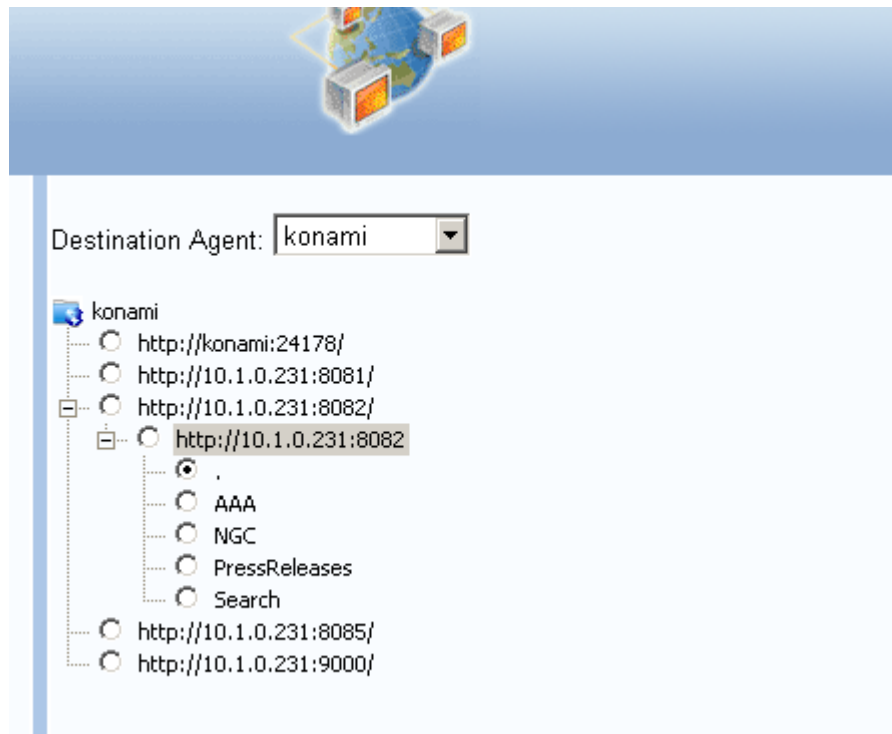 Destination Agent: konami
konami
http://konami:24178/
http://10.1.0.231:8081/
http://10.1.0.231:8082/
http://10.1.0.231:8082
.
AAA
NGC
PressReleases
Search
http://10.1.0.231:8085/
http://10.1.0.231:9000/